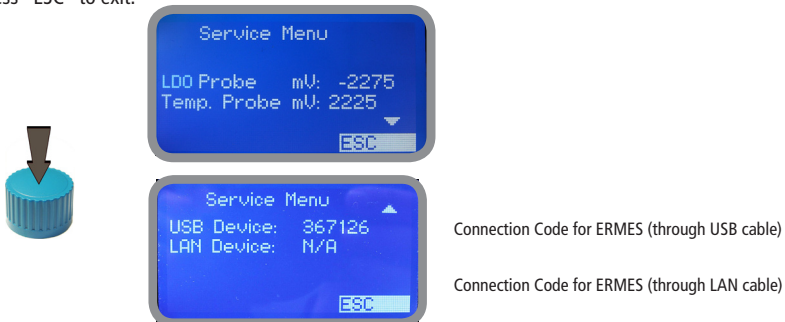 "ESC" to exit.
Service Menu
LDO Probe mV: -2275
Temp. Probe mV: 2225
ESC
Service Menu
USB Device: 367126
LAN Device: N/A
ESC
Connection Code for ERMES (through USB cable)
Connection Code for ERMES (through LAN cable)